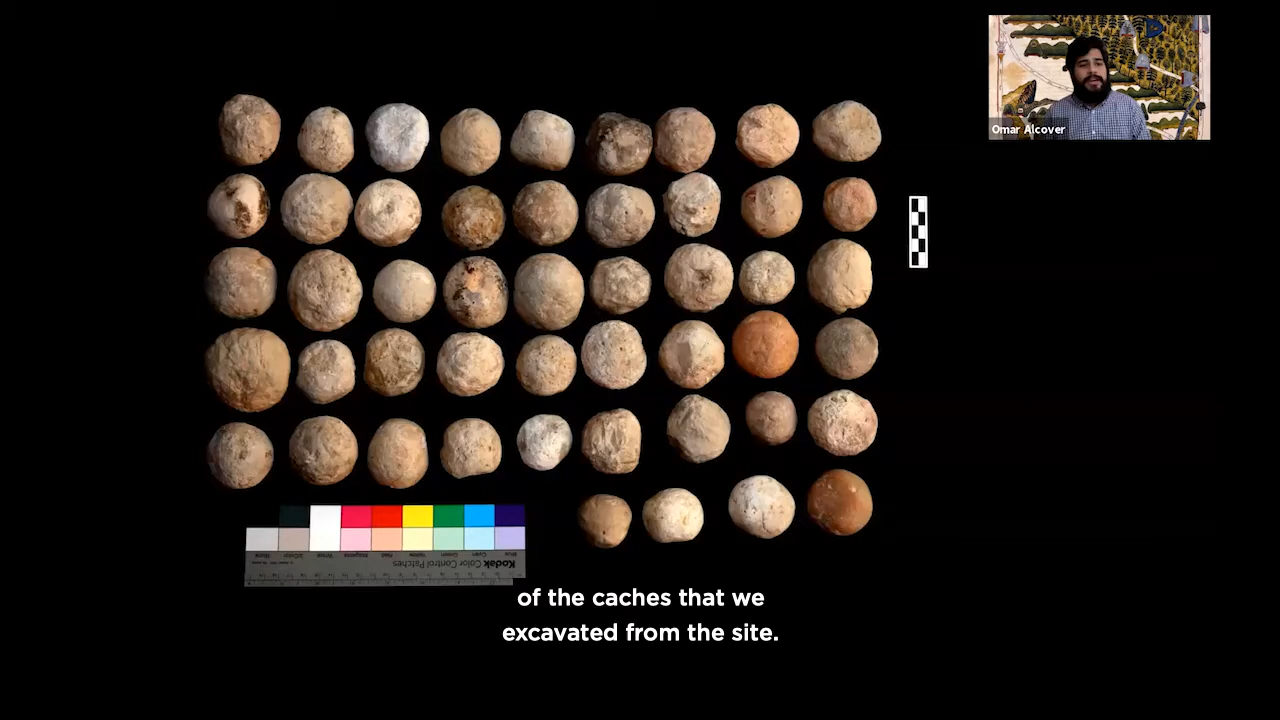 Omar Alcover
Kodak Color Control Patches
of the caches that we
excavated from the site.